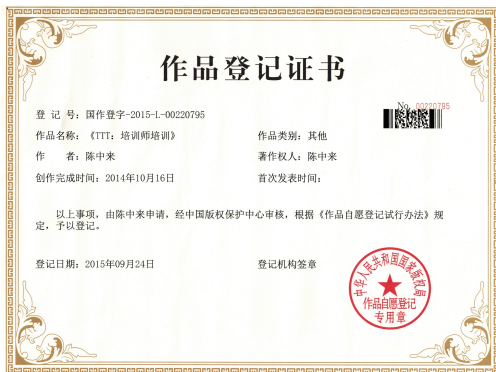 作品登记证书
No. 00220795
登 记 号：国作登字-2015-L-00220795
作品名称：《TTT：培训师培训》 作品类别：其他
作 者：陈中来 著作权人：陈中来
创作完成时间：2014年10月16日 首次发表时间：
以上事项，由陈中来申请，经中国版权保护中心审核，根据《作品自愿登记试行办法》规
定，予以登记。
登记日期：2015年09月24日 登记机构签章
中华人民共和国国家版权局
作品自愿登记
专用章